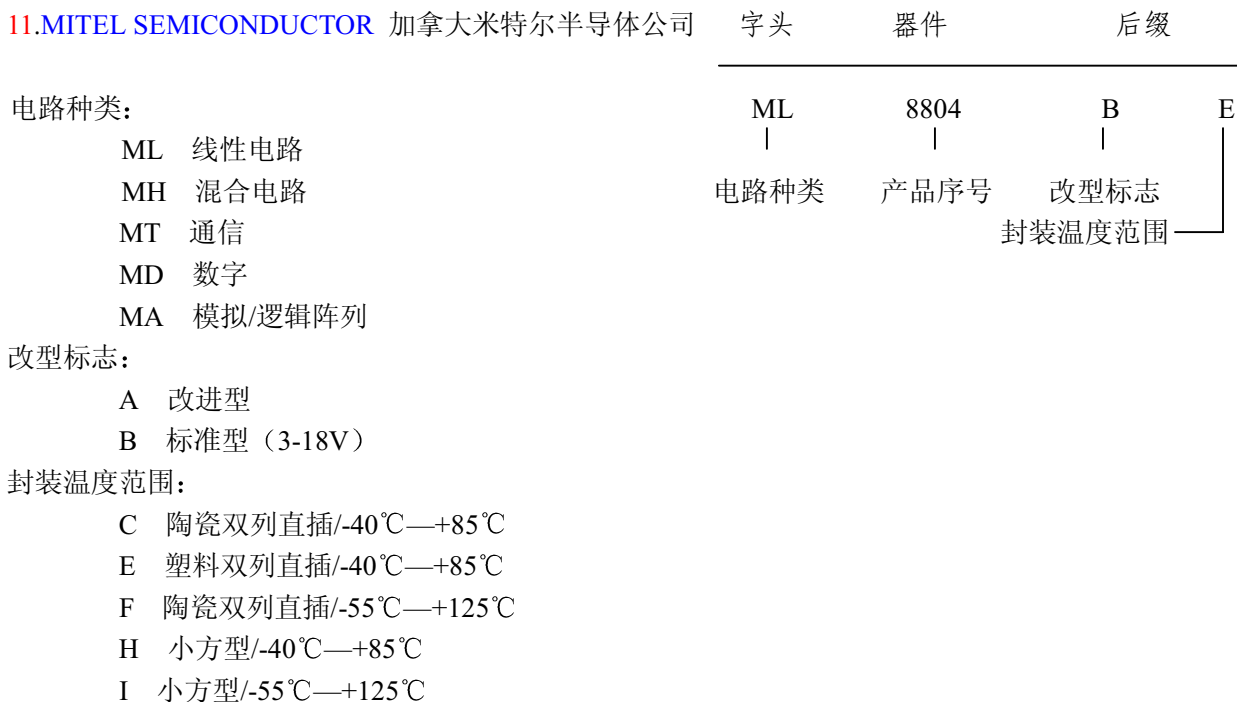 11.MITEL SEMICONDUCTOR 加拿大米特尔半导体公司 字头 器件 后缀
电路种类： ML 8804 B E
ML 线性电路
MH 混合电路 电路种类 产品序号 改型标志
MT 通信 封装温度范围
MD 数字
MA 模拟/逻辑阵列
改型标志：
A 改进型
B 标准型（3-18V）
封装温度范围：
C 陶瓷双列直插/-40℃—+85℃
E 塑料双列直插/-40℃—+85℃
F 陶瓷双列直插/-55℃—+125℃
H 小方型/-40℃—+85℃
I 小方型/-55℃—+125℃